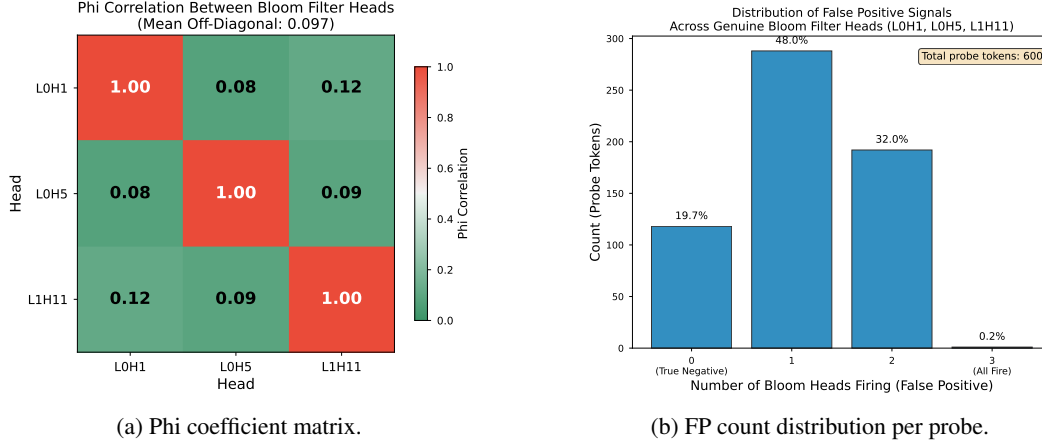 Phi Correlation Between Bloom Filter Heads
(Mean Off-Diagonal: 0.097)
L0H1
L0H5
L1H11
Head
1.00 0.08 0.12
0.08 1.00 0.09
0.12 0.09 1.00
L0H1 L0H5 L1H11
Head
1.0
0.8
0.6
0.4
0.2
0.0
Phi Correlation
(a) Phi coefficient matrix.
Distribution of False Positive Signals
Across Genuine Bloom Filter Heads (L0H1, L0H5, L1H11)
Total probe tokens: 600
Count (Probe Tokens)
300
250
200
150
100
50
0
19.7%
48.0%
32.0%
0.2%
0 1 2 3
(True Negative) (All Fire)
Number of Bloom Heads Firing (False Positive)
(b) FP count distribution per probe.